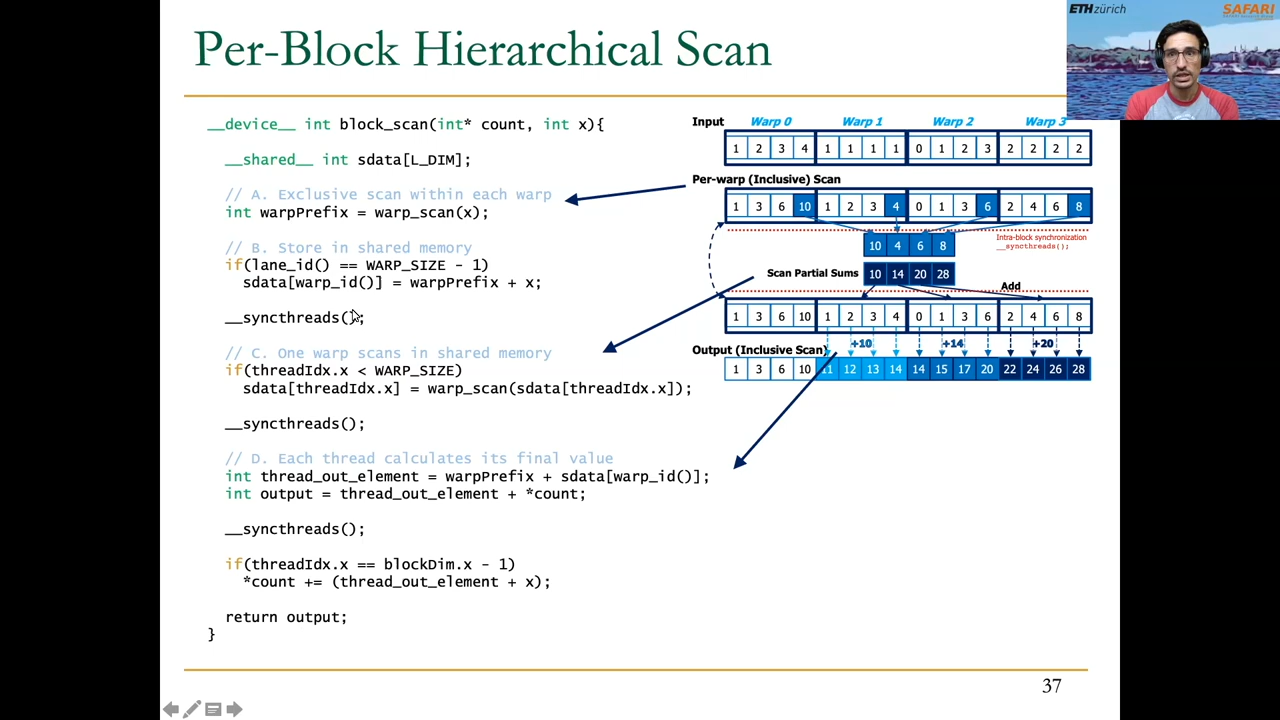 Per-Block Hierarchical Scan
ETH zürich
SAFARI
__device__ int block_scan(int* count, int x){
__shared__ int sdata[L_DIM];
// A. Exclusive scan within each warp
int warpPrefix = warp_scan(x);
// B. Store in shared memory
if(lane_id() == WARP_SIZE - 1)
sdata[warp_id()] = warpPrefix + x;
__syncthreads();
// C. One warp scans in shared memory
if(threadIdx.x < WARP_SIZE)
sdata[threadIdx.x] = warp_scan(sdata[threadIdx.x]);
__syncthreads();
// D. Each thread calculates its final value
int thread_out_element = warpPrefix + sdata[warp_id()];
int output = thread_out_element + *count;
__syncthreads();
if(threadIdx.x == blockDim.x - 1)
*count += (thread_out_element + x);
return output;
}
Input Warp 0 Warp 1 Warp 2 Warp 3
1 2 3 4 1 1 1 1 0 1 2 3 2 2 2 2
Per-warp (Inclusive) Scan
1 3 6 10 1 2 3 4 0 1 3 6 2 4 6 8
10 4 6 8
Intra-block synchronization
__syncthreads();
Scan Partial Sums 10 14 20 28
Add
1 3 6 10 1 2 3 4 0 1 3 6 2 4 6 8
+10 +14 +20
Output (Inclusive Scan)
1 3 6 10 11 12 13 14 14 15 17 20 22 24 26 28
37